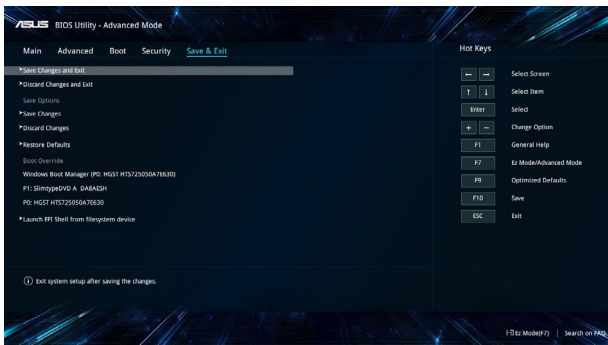 ASUS BIOS Utility - Advanced Mode
Main Advanced Boot Security Save & Exit
Save Changes and Exit
Discard Changes and Exit
Save Options
Save Changes
Discard Changes
Restore Defaults
Boot Override
Windows Boot Manager (P0: HGST HTS725050A7E630)
P1: SlimtypeDVD A DA8AESH
P0: HGST HTS725050A7E630
Launch EFI Shell from filesystem device
Exit system setup after saving the changes.
Hot Keys
← → Select Screen
↑ ↓ Select Item
Enter Select
+ − Change Option
F1 General Help
F7 Ez Mode/Advanced Mode
F9 Optimized Defaults
F10 Save
ESC Exit
Ez Mode(F7) | Search on FAQ